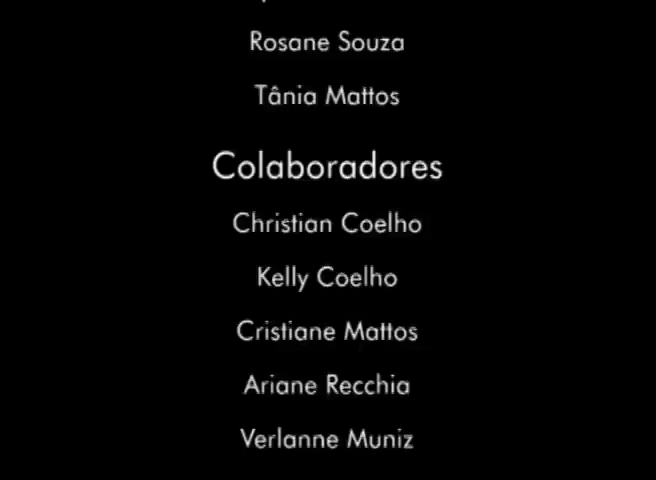 Rosane Souza
Tânia Mattos
Colaboradores
Christian Coelho
Kelly Coelho
Cristiane Mattos
Ariane Recchia
Verlanne Muniz